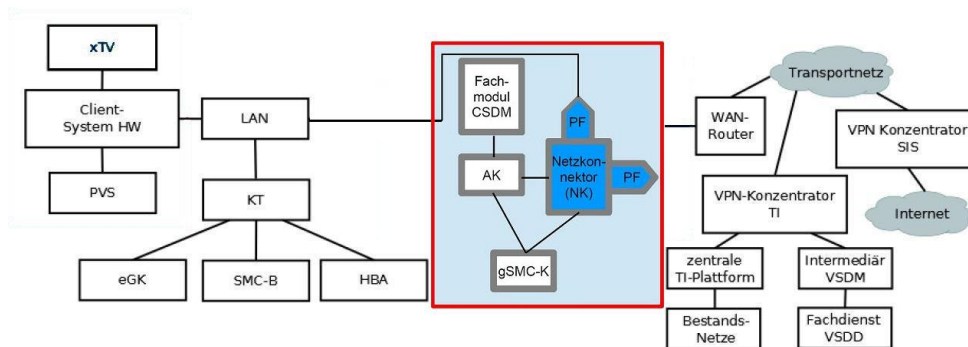 xTV
Client-
System HW
PVS
LAN
KT
eGK
SMC-B
HBA
Fach-
modul
CSDM
PF
AK
Netzkon-
nektor
(NK)
PF
gSMC-K
Transportnetz
WAN-
Router
VPN Konzentrator
SIS
VPN-Konzentrator
TI
Internet
zentrale
TI-Plattform
Intermediär
VSDM
Bestands-
Netze
Fachdienst
VSDD